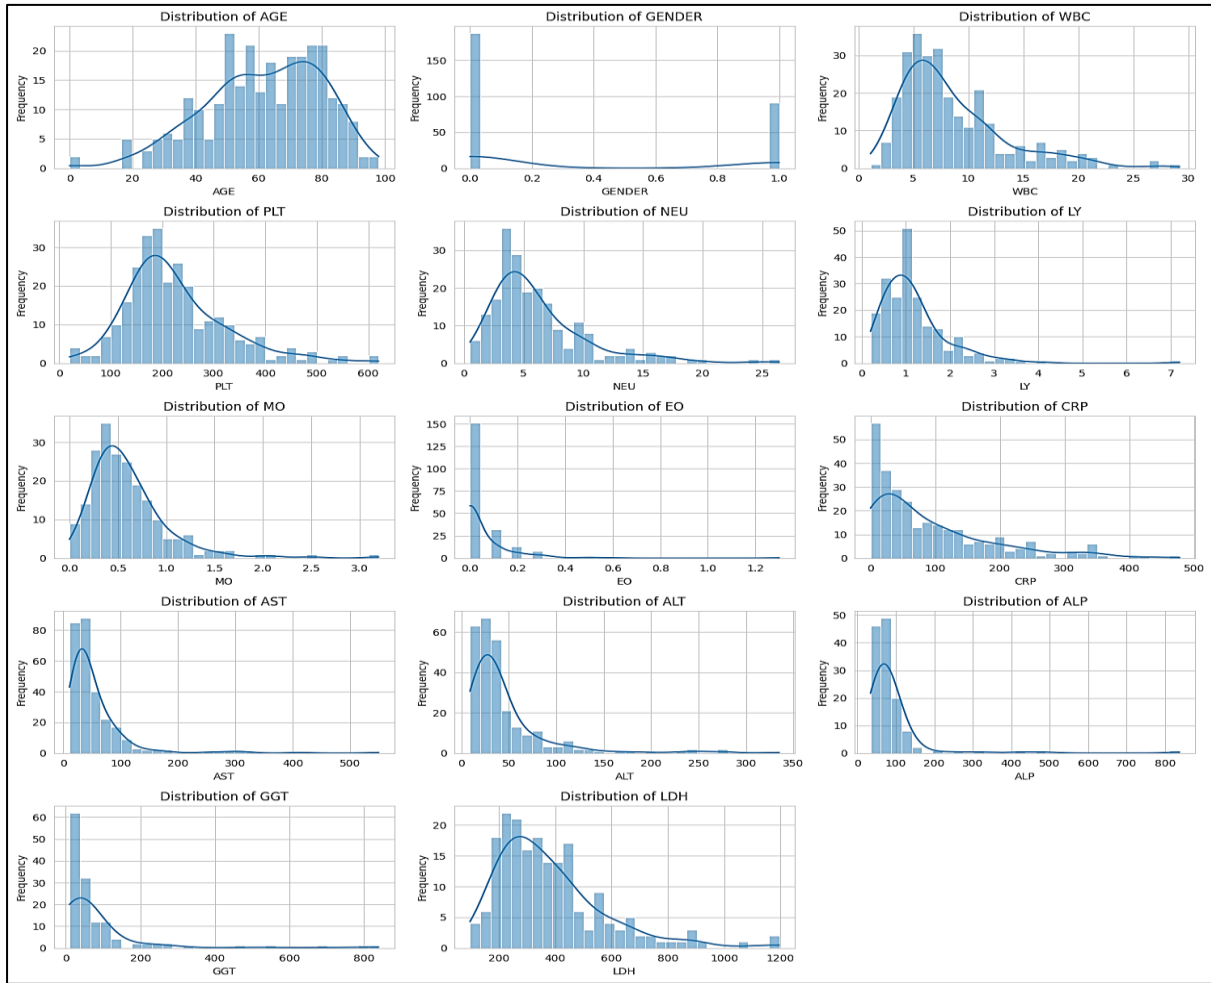 Distribution of AGE
Frequency
20
15
10
5
0
0 20 40 60 80 100
AGE
Distribution of GENDER
Frequency
150
100
50
0
0.0 0.2 0.4 0.6 0.8 1.0
GENDER
Distribution of WBC
Frequency
30
20
10
0
0 5 10 15 20 25 30
WBC
Distribution of PLT
Frequency
30
20
10
0
0 100 200 300 400 500 600
PLT
Distribution of NEU
Frequency
30
20
10
0
0 5 10 15 20 25
NEU
Distribution of LY
Frequency
50
40
30
20
10
0
0 1 2 3 4 5 6 7
LY
Distribution of MO
Frequency
30
20
10
0
0.0 0.5 1.0 1.5 2.0 2.5 3.0
MO
Distribution of EO
Frequency
150
125
100
75
50
25
0
0.0 0.2 0.4 0.6 0.8 1.0 1.2
EO
Distribution of CRP
Frequency
50
40
30
20
10
0
0 100 200 300 400 500
CRP
Distribution of AST
Frequency
80
60
40
20
0
0 100 200 300 400 500
AST
Distribution of ALT
Frequency
60
40
20
0
0 50 100 150 200 250 300 350
ALT
Distribution of ALP
Frequency
50
40
30
20
10
0
0 100 200 300 400 500 600 700 800
ALP
Distribution of GGT
Frequency
60
50
40
30
20
10
0
0 200 400 600 800
GGT
Distribution of LDH
Frequency
20
15
10
5
0
200 400 600 800 1000 1200
LDH